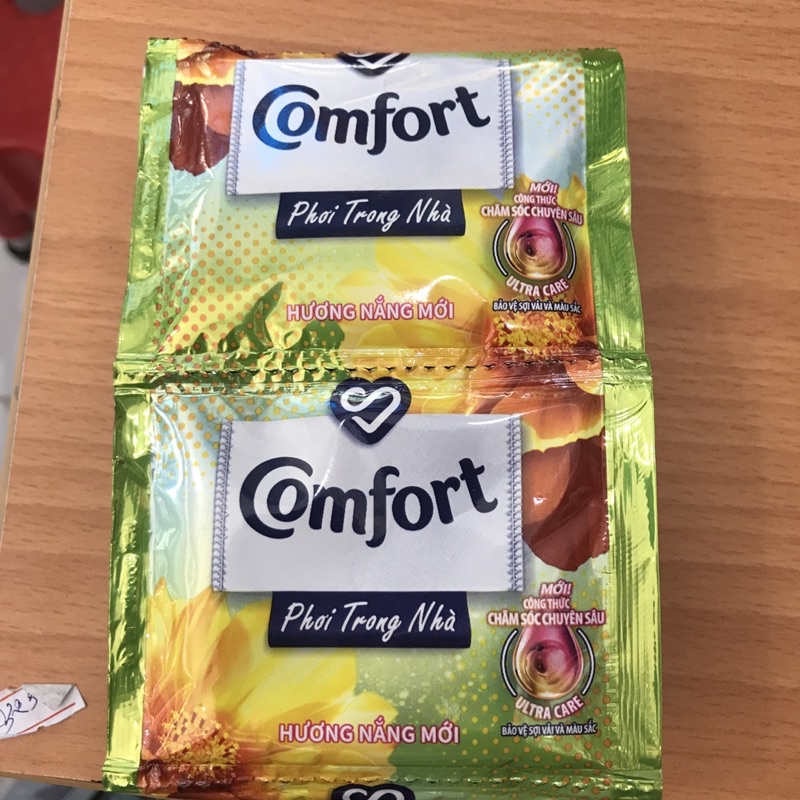 Comfort
Phơi Trong Nhà
MỚI!
CÔNG THỨC
CHĂM SÓC CHUYÊN SÂU
ULTRA CARE
BẢO VỆ SỢI VẢI VÀ MÀU SẮC
HƯƠNG NẮNG MỚI
Comfort
Phơi Trong Nhà
MỚI!
CÔNG THỨC
CHĂM SÓC CHUYÊN SÂU
ULTRA CARE
BẢO VỆ SỢI VẢI VÀ MÀU SẮC
HƯƠNG NẮNG MỚI